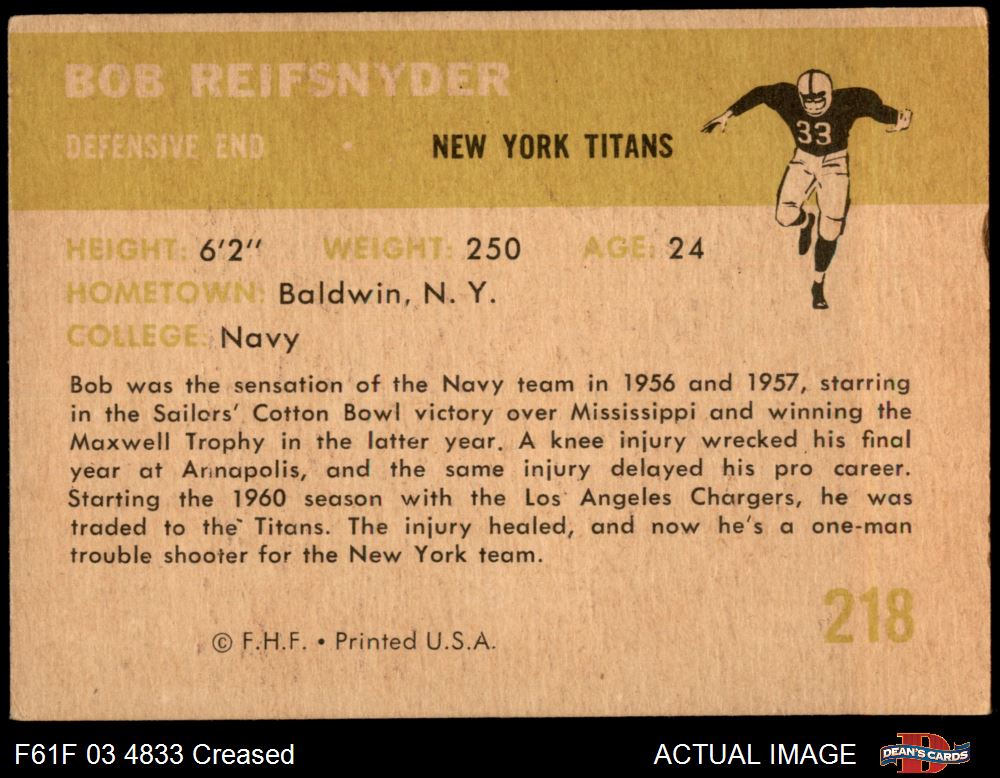 BOB REIFSNYDER
DEFENSIVE END • NEW YORK TITANS
33
HEIGHT: 6'2" WEIGHT: 250 AGE: 24
HOMETOWN: Baldwin, N. Y.
COLLEGE: Navy
Bob was the sensation of the Navy team in 1956 and 1957, starring
in the Sailors' Cotton Bowl victory over Mississippi and winning the
Maxwell Trophy in the latter year. A knee injury wrecked his final
year at Annapolis, and the same injury delayed his pro career.
Starting the 1960 season with the Los Angeles Chargers, he was
traded to the Titans. The injury healed, and now he's a one-man
trouble shooter for the New York team.
218
© F.H.F. • Printed U.S.A.
F61F 03 4833 Creased ACTUAL IMAGE
D
DEAN'S CARDS